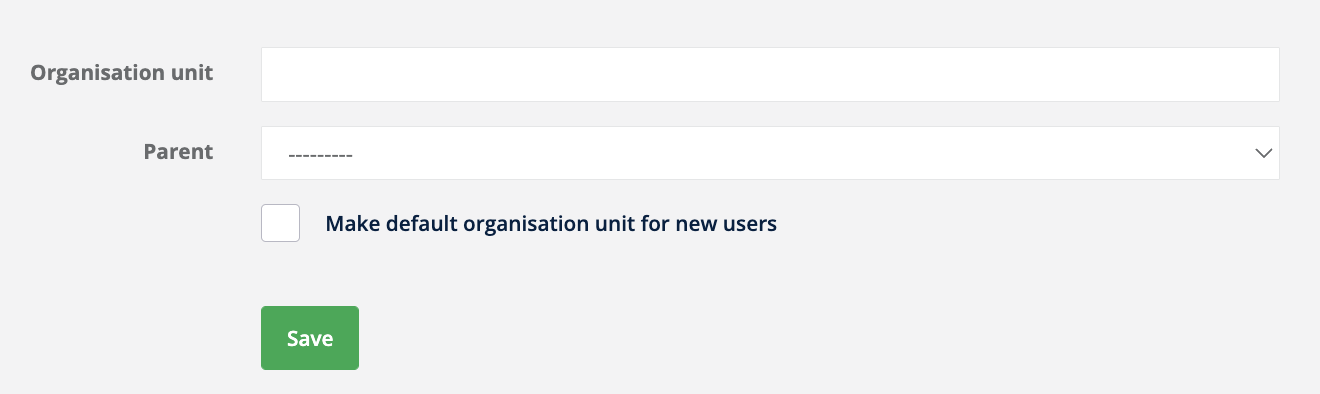 Organisation unit
Parent
---------
Make default organisation unit for new users
Save